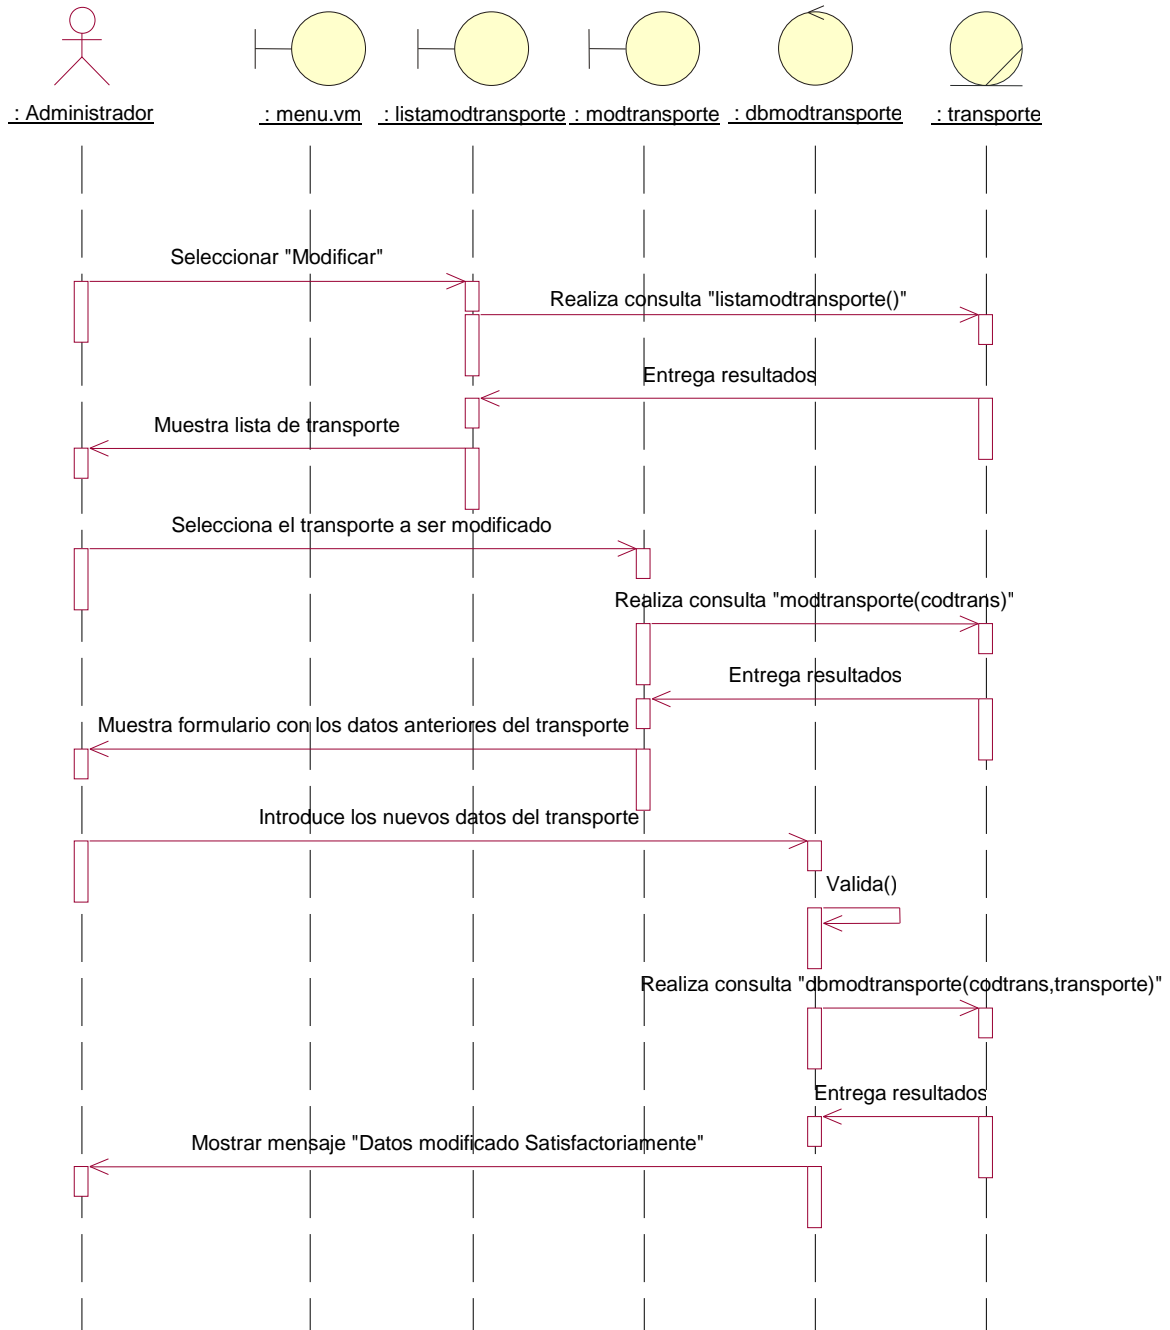 : Administrador
: menu.vm
: listamodtransporte
: modtransporte
: dbmodtransporte
: transporte
Seleccionar "Modificar"
Realiza consulta "listamodtransporte()"
Entrega resultados
Muestra lista de transporte
Selecciona el transporte a ser modificado
Realiza consulta "modtransporte(codtrans)"
Entrega resultados
Muestra formulario con los datos anteriores del transporte
Introduce los nuevos datos del transporte
Valida()
Realiza consulta "dbmodtransporte(codtrans,transporte)"
Entrega resultados
Mostrar mensaje "Datos modificado Satisfactoriamente"